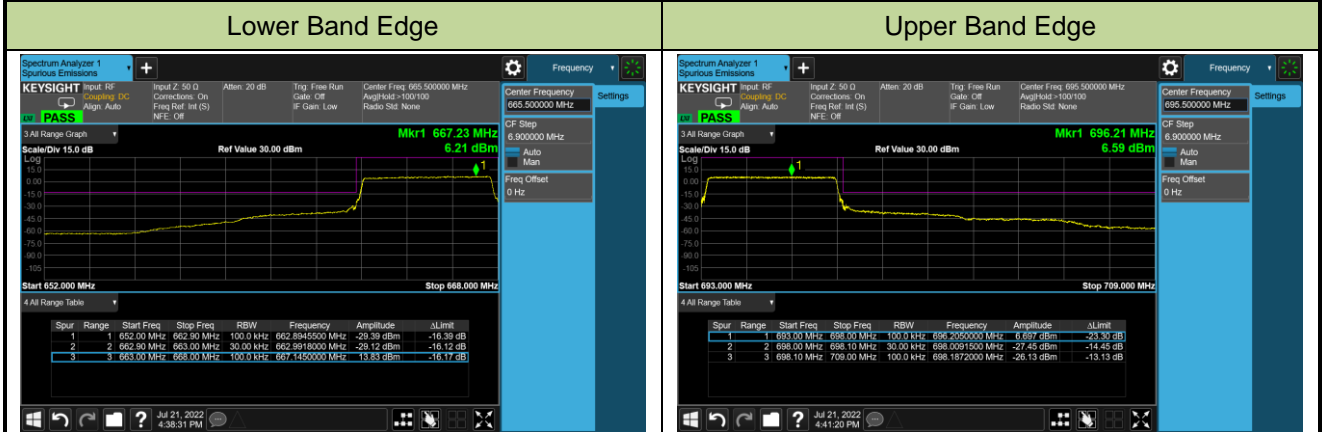 Lower Band Edge
Upper Band Edge
Spectrum Analyzer 1
Spurious Emissions
Frequency
KEYSIGHT Input: RF Input Z: 50 Ω Atten: 20 dB Trig: Free Run Center Freq: 665.500000 MHz
Coupling: DC Corrections: On Gate: Off Avg|Hold:>100/100
Align: Auto Freq Ref: Int (S) IF Gain: Low Radio Std: None
PASS NFE: Off
Center Frequency
665.500000 MHz
Settings
CF Step
6.900000 MHz
Auto
Man
Freq Offset
0 Hz
3 All Range Graph
Mkr1 667.23 MHz
Scale/Div 15.0 dB Ref Value 30.00 dBm 6.21 dBm
Log
15.0
0.00
-15.0
-30.0
-45.0
-60.0
-75.0
-90.0
-105
1
Start 652.000 MHz Stop 668.000 MHz
4 All Range Table
Spur Range Start Freq Stop Freq RBW Frequency Amplitude ΔLimit
1 1 652.00 MHz 662.90 MHz 100.0 kHz 662.8945500 MHz -29.39 dBm -16.39 dB
2 2 662.90 MHz 663.00 MHz 30.00 kHz 662.9918000 MHz -29.12 dBm -16.12 dB
3 3 663.00 MHz 668.00 MHz 100.0 kHz 667.1450000 MHz 13.83 dBm -16.17 dB
Jul 21, 2022
4:38:31 PM
Spectrum Analyzer 1
Spurious Emissions
Frequency
KEYSIGHT Input: RF Input Z: 50 Ω Atten: 20 dB Trig: Free Run Center Freq: 695.500000 MHz
Coupling: DC Corrections: On Gate: Off Avg|Hold:>100/100
Align: Auto Freq Ref: Int (S) IF Gain: Low Radio Std: None
PASS NFE: Off
Center Frequency
695.500000 MHz
Settings
CF Step
6.900000 MHz
Auto
Man
Freq Offset
0 Hz
3 All Range Graph
Mkr1 696.21 MHz
Scale/Div 15.0 dB Ref Value 30.00 dBm 6.59 dBm
Log
15.0
0.00
-15.0
-30.0
-45.0
-60.0
-75.0
-90.0
-105
1
Start 693.000 MHz Stop 709.000 MHz
4 All Range Table
Spur Range Start Freq Stop Freq RBW Frequency Amplitude ΔLimit
1 1 693.00 MHz 698.00 MHz 100.0 kHz 696.2050000 MHz 6.697 dBm -23.30 dB
2 2 698.00 MHz 698.10 MHz 30.00 kHz 698.0091500 MHz -27.45 dBm -14.45 dB
3 3 698.10 MHz 709.00 MHz 100.0 kHz 698.1872000 MHz -26.13 dBm -13.13 dB
Jul 21, 2022
4:41:20 PM